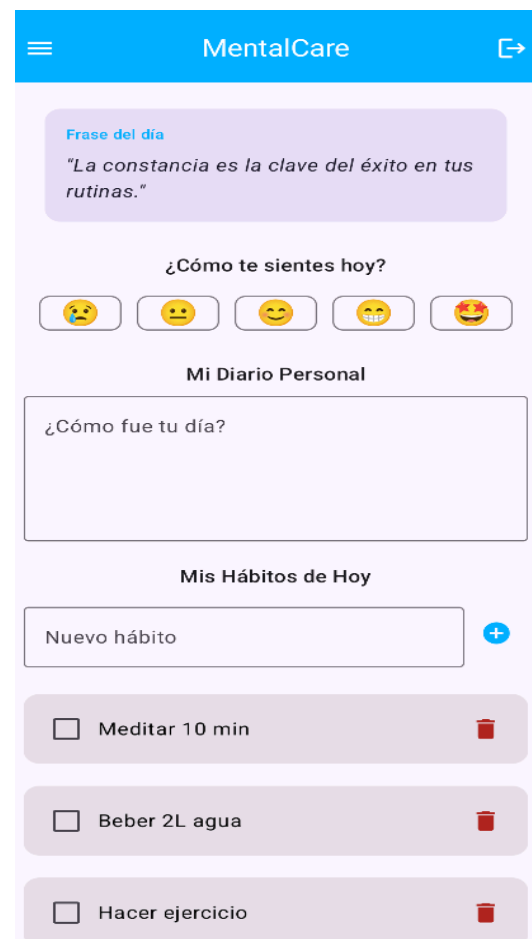 MentalCare
Frase del día
"La constancia es la clave del éxito en tus
rutinas."
¿Cómo te sientes hoy?
Mi Diario Personal
¿Cómo fue tu día?
Mis Hábitos de Hoy
Nuevo hábito
Meditar 10 min
Beber 2L agua
Hacer ejercicio